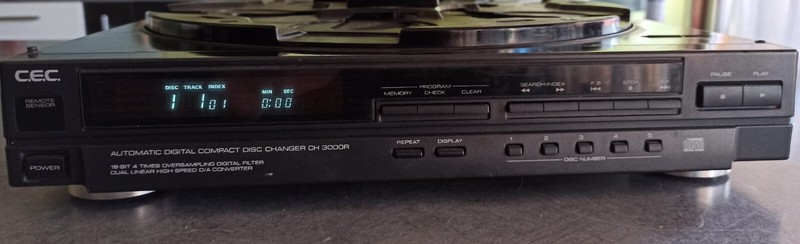 C.E.C.
REMOTE SENSOR
POWER
DISC TRACK INDEX MIN SEC
1 1 01 0:00
PROGRAM
MEMORY CHECK CLEAR
SEARCH·INDEX
PAUSE PLAY
AUTOMATIC DIGITAL COMPACT DISC CHANGER CH 3000R
16-BIT 4 TIMES OVERSAMPLING DIGITAL FILTER
DUAL LINEAR HIGH SPEED D/A CONVERTER
REPEAT DISPLAY
1 2 3 4 5
DISC NUMBER